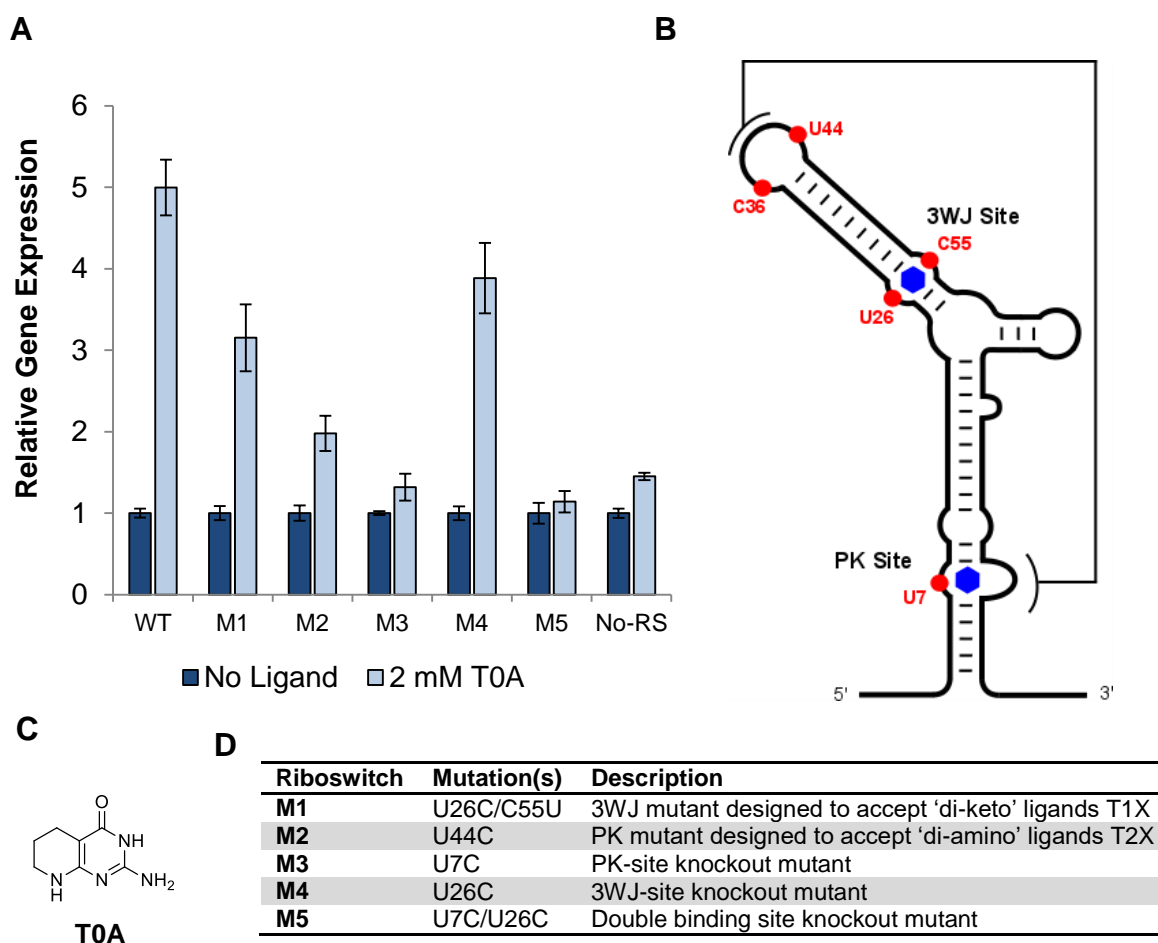 A
Relative Gene Expression
6
5
4
3
2
1
0
WT M1 M2 M3 M4 M5 No-RS
No Ligand 2 mM T0A
B
U44
C36
3WJ Site
C55
U26
PK Site
U7
5' 3'
C
O
NH
N
H
N
NH2
T0A
D
Riboswitch Mutation(s) Description
M1 U26C/C55U 3WJ mutant designed to accept ‘di-keto’ ligands T1X
M2 U44C PK mutant designed to accept ‘di-amino’ ligands T2X
M3 U7C PK-site knockout mutant
M4 U26C 3WJ-site knockout mutant
M5 U7C/U26C Double binding site knockout mutant